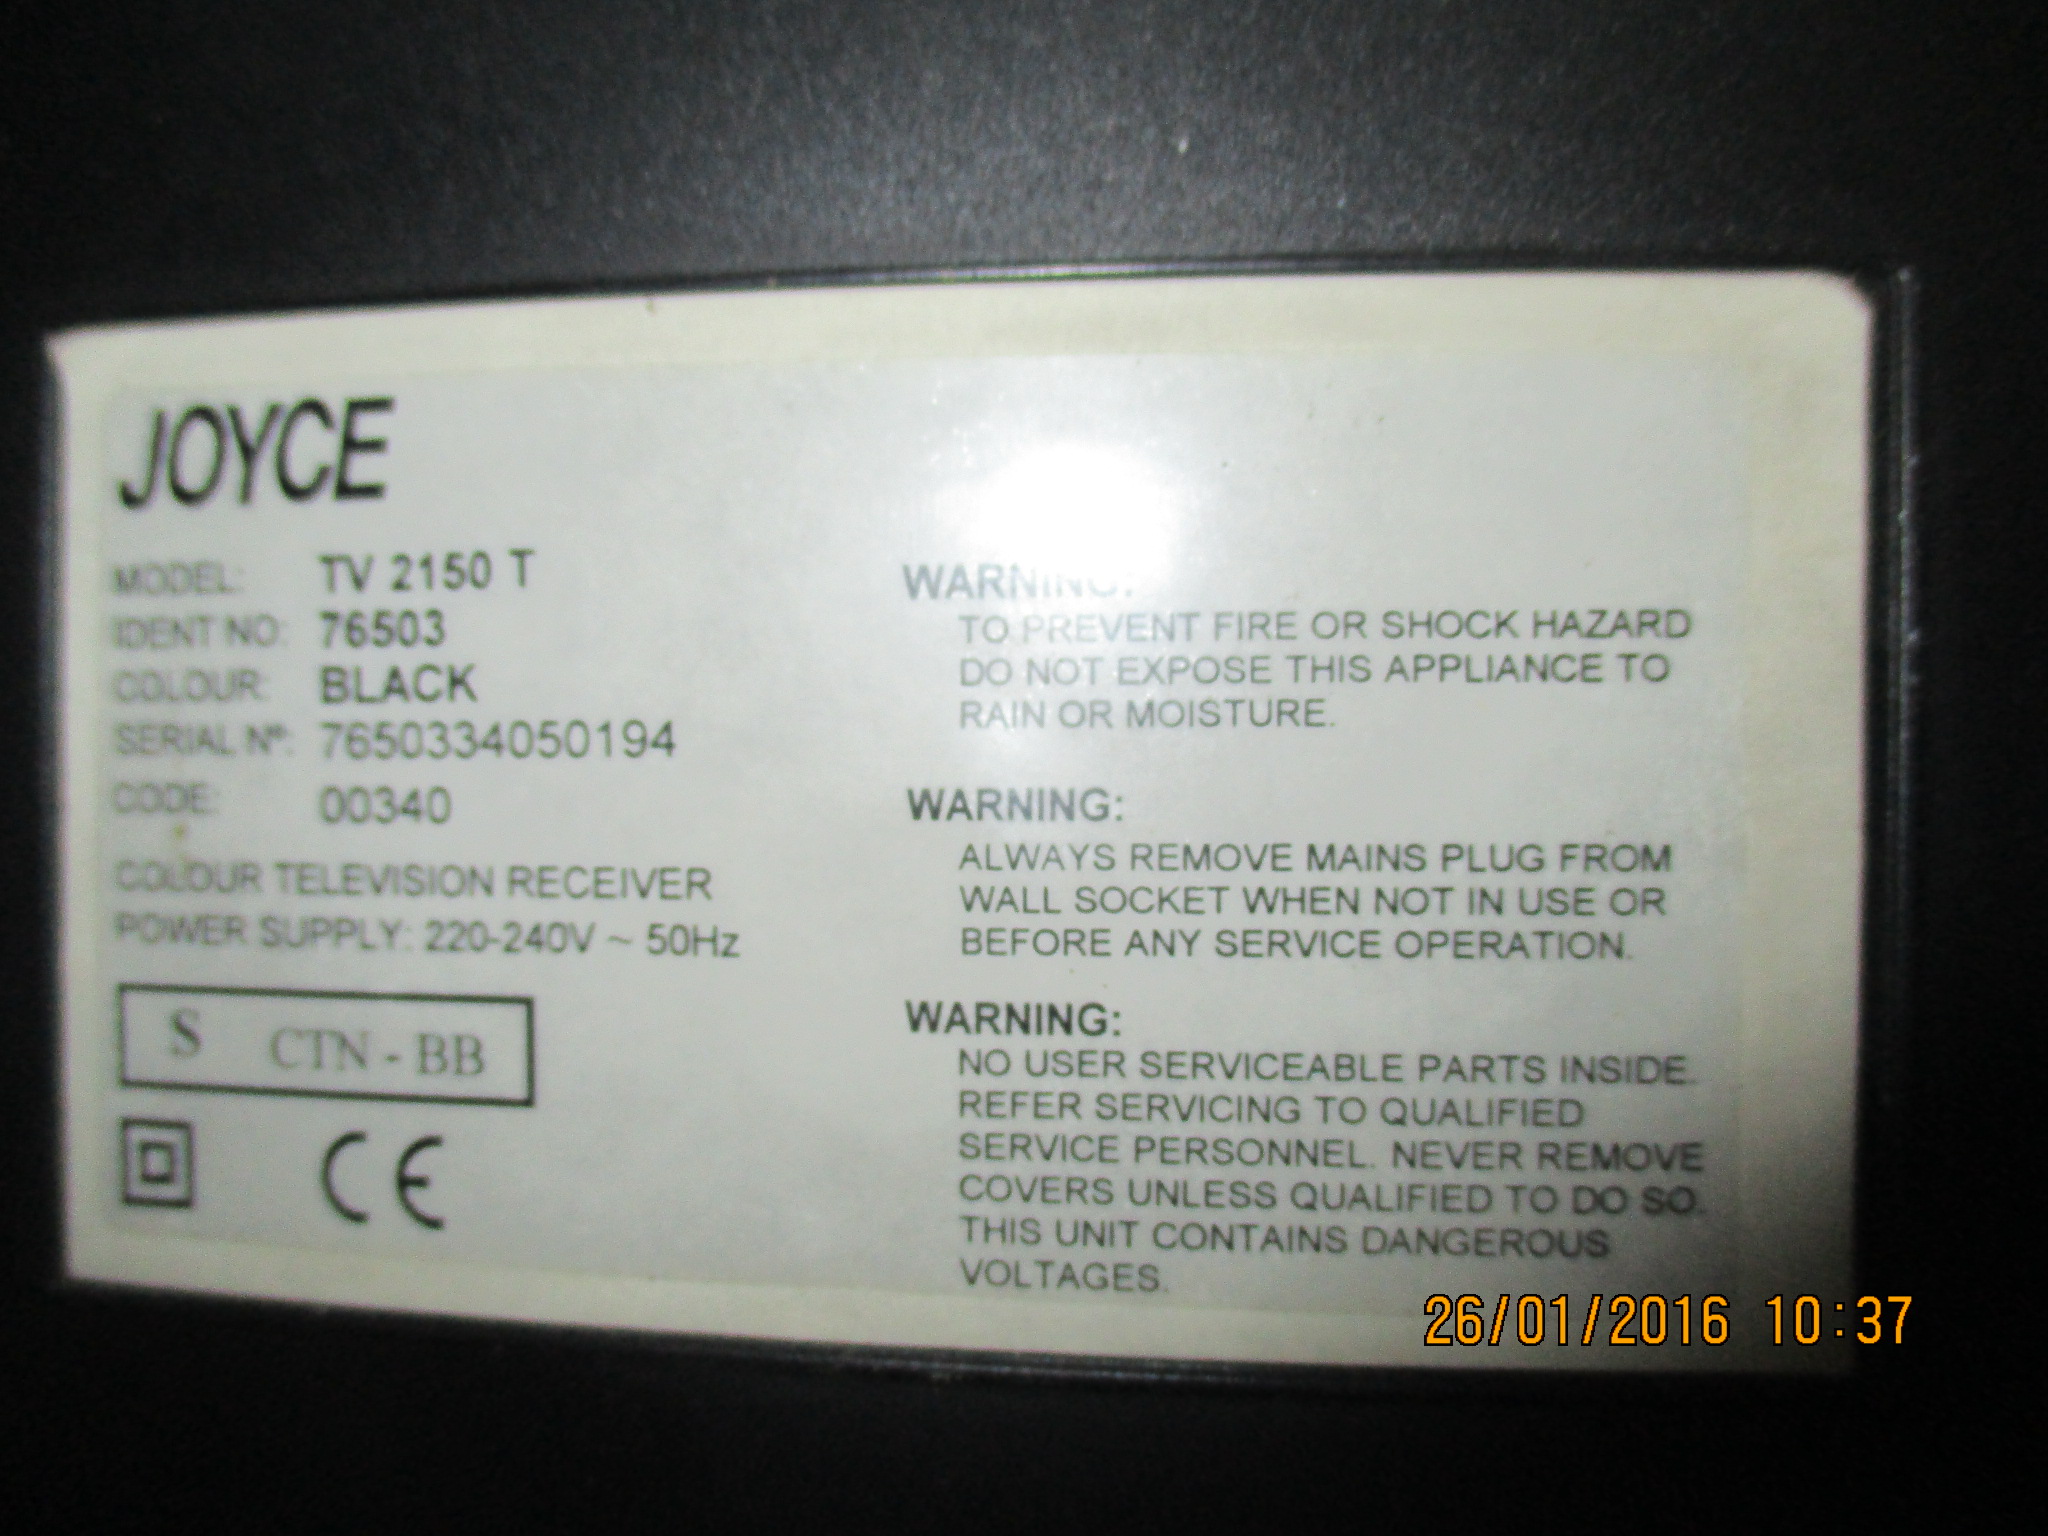 JOYCE
MODEL: TV 2150 T
IDENT NO: 76503
COLOUR: BLACK
SERIAL Nº: 7650334050194
CODE: 00340
COLOUR TELEVISION RECEIVER
POWER SUPPLY: 220-240V ~ 50Hz
S CTN - BB
CE
WARNING:
TO PREVENT FIRE OR SHOCK HAZARD
DO NOT EXPOSE THIS APPLIANCE TO
RAIN OR MOISTURE.
WARNING:
ALWAYS REMOVE MAINS PLUG FROM
WALL SOCKET WHEN NOT IN USE OR
BEFORE ANY SERVICE OPERATION.
WARNING:
NO USER SERVICEABLE PARTS INSIDE.
REFER SERVICING TO QUALIFIED
SERVICE PERSONNEL. NEVER REMOVE
COVERS UNLESS QUALIFIED TO DO SO.
THIS UNIT CONTAINS DANGEROUS
VOLTAGES.
26/01/2016 10:37